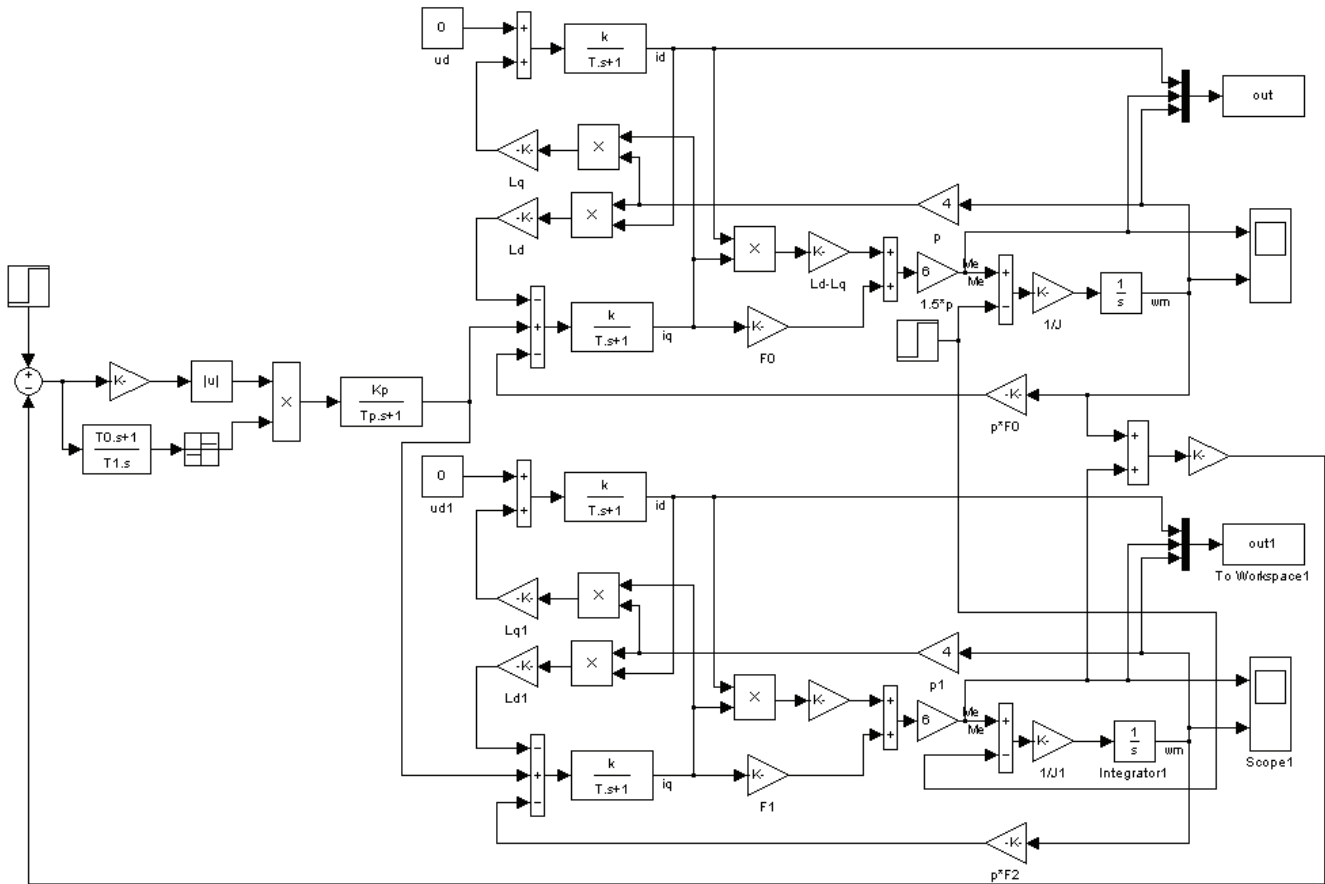 0
ud
+
+
k
T.s+1
id
out
-K-
Lq
×
-K-
Ld
×
4
p
×
K-
Ld-Lq
+
+
6
1.5*p
Me
Me
+
−
K-
1/J
1
s
wm
−
+
−
k
T.s+1
iq
K-
F0
-K-
p*F0
+
−
K-
|u|
×
T0.s+1
T1.s
Kp
Tp.s+1
+
+
K-
0
ud1
+
+
k
T.s+1
id
out1
To Workspace1
-K-
Lq1
×
-K-
Ld1
×
4
p1
×
K-
+
+
6
Me
Me
+
−
K-
1/J1
1
s
wm
Integrator1
Scope1
−
+
−
k
T.s+1
iq
K-
F1
-K-
p*F2